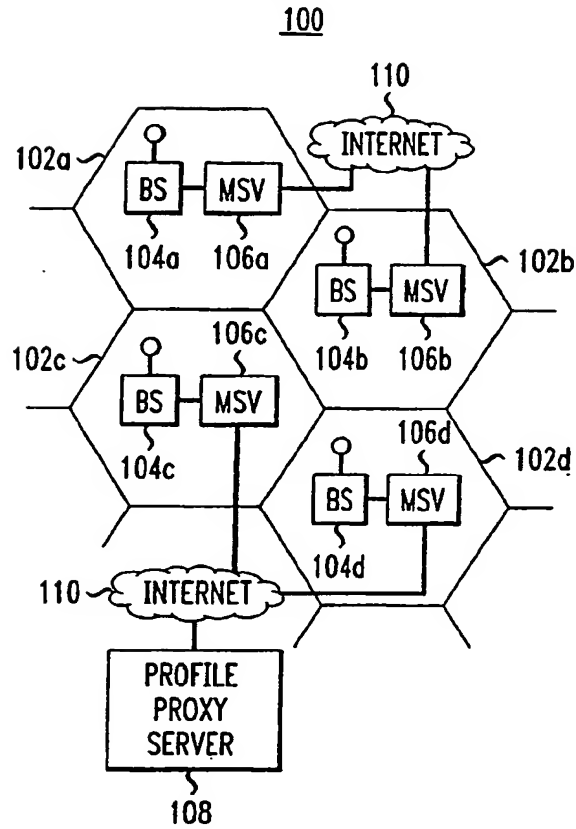 100
110
INTERNET
102a
BS
MSV
104a
106a
102b
BS
MSV
104b
106b
102c
106c
BS
MSV
104c
106d
102d
BS
MSV
104d
110
INTERNET
PROFILE
PROXY
SERVER
108